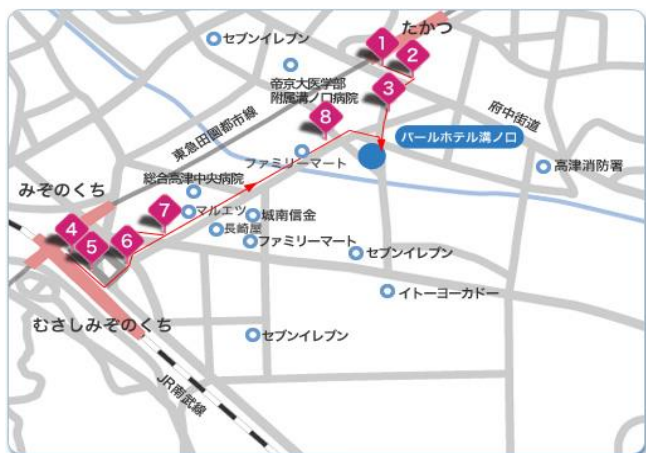 たかつ
1
2
セブンイレブン
帝京大医学部
附属溝ノ口病院
3
府中街道
東急田園都市線
8
パールホテル溝ノ口
ファミリーマート
高津消防署
総合高津中央病院
みぞのくち
マルエツ
7
城南信金
4
5
6
長崎屋
ファミリーマート
セブンイレブン
イトーヨーカドー
むさしみぞのくち
セブンイレブン
JR南武線